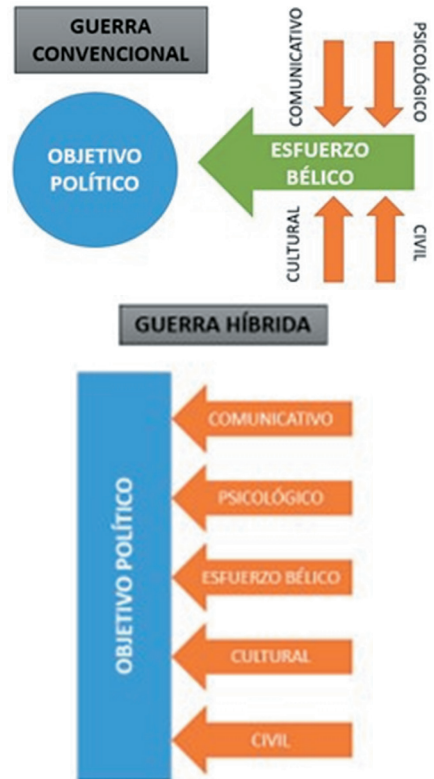 GUERRA
CONVENCIONAL
COMUNICATIVO
PSICOLÓGICO
OBJETIVO
POLÍTICO
ESFUERZO
BÉLICO
CULTURAL
CIVIL
GUERRA HÍBRIDA
OBJETIVO POLÍTICO
COMUNICATIVO
PSICOLÓGICO
ESFUERZO BÉLICO
CULTURAL
CIVIL